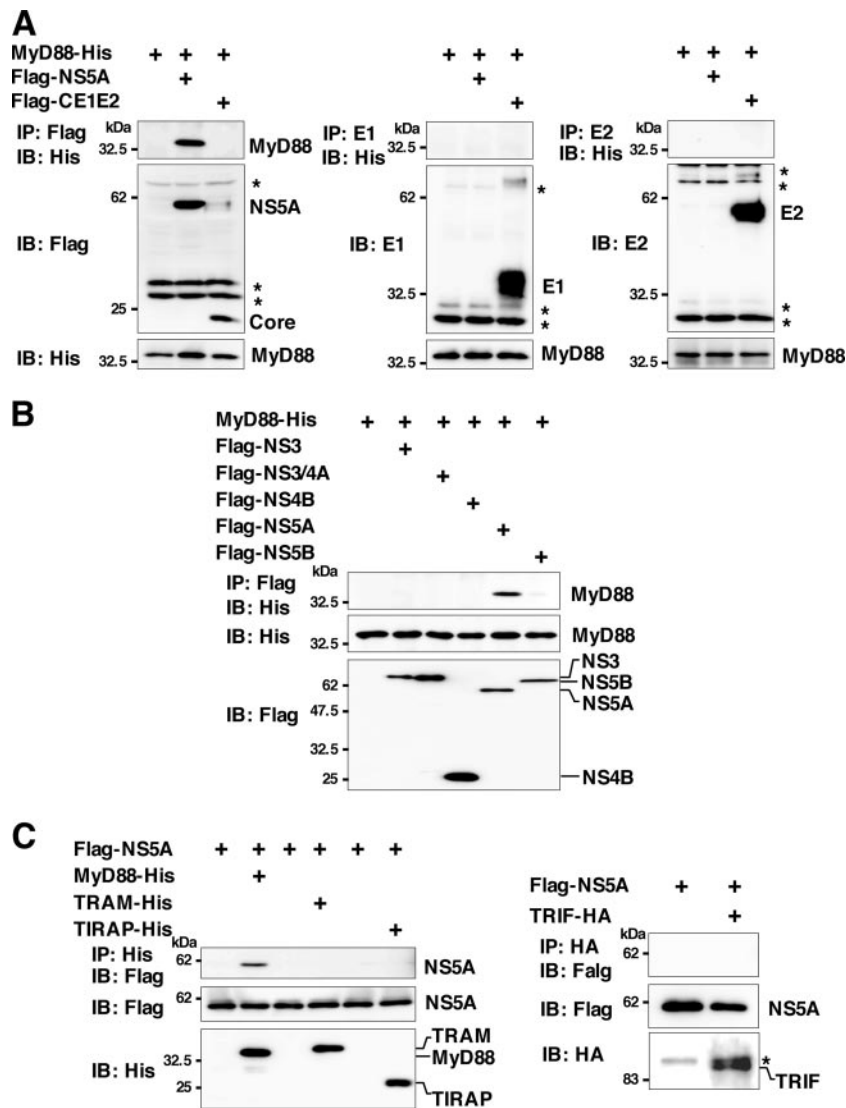 A
MyD88-His + + + + + + + + +
Flag-NS5A + + +
Flag-CE1E2 + + +
IP: Flag kDa IP: E1 kDa IP: E2 kDa
IB: His 32.5 MyD88 IB: His 32.5 IB: His 32.5
62 * 62 * 62 * *
NS5A E2
IB: Flag IB: E1 IB: E2
* * 32.5 E1 32.5
25 Core * * * *
IB: His 32.5 MyD88 32.5 MyD88 32.5 MyD88
B
MyD88-His + + + + + +
Flag-NS3 +
Flag-NS3/4A +
Flag-NS4B +
Flag-NS5A +
Flag-NS5B +
kDa
IP: Flag
IB: His 32.5 MyD88
IB: His 32.5 MyD88
NS3
62 NS5B
IB: Flag 47.5 NS5A
32.5
25 NS4B
C
Flag-NS5A + + + + + +
MyD88-His +
TRAM-His +
TIRAP-His +
IP: His kDa
IB: Flag 62 NS5A
IB: Flag 62 NS5A
TRAM
IB: His 32.5 MyD88
25 TIRAP
Flag-NS5A + +
TRIF-HA +
IP: HA kDa
IB: Falg 62
IB: Flag 62 NS5A
IB: HA *
83 TRIF